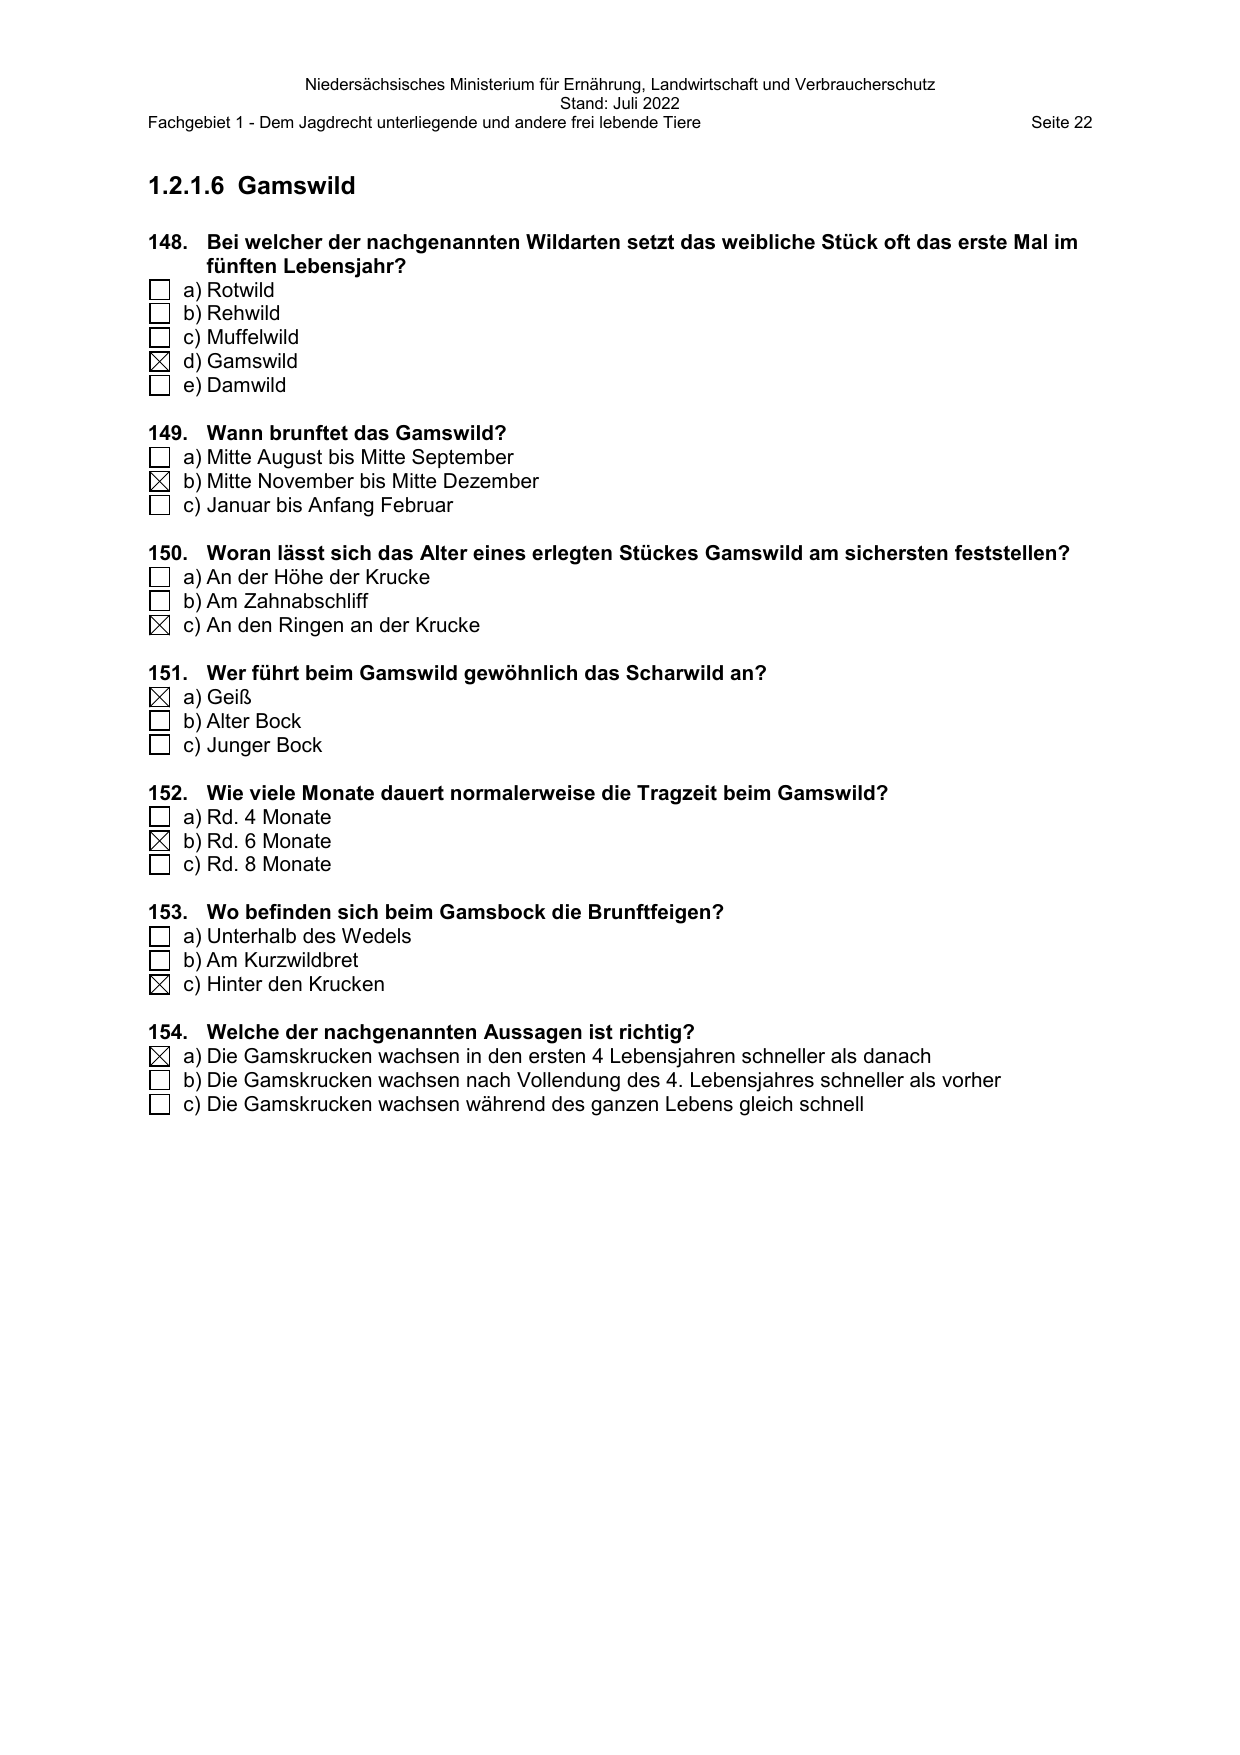 Niedersächsisches Ministerium für Ernährung, Landwirtschaft und Verbraucherschutz
Stand: Juli 2022
Fachgebiet 1 - Dem Jagdrecht unterliegende und andere frei lebende Tiere Seite 22
1.2.1.6 Gamswild
148. Bei welcher der nachgenannten Wildarten setzt das weibliche Stück oft das erste Mal im
fünften Lebensjahr?
☐ a) Rotwild
☐ b) Rehwild
☐ c) Muffelwild
☒ d) Gamswild
☐ e) Damwild
149. Wann brunftet das Gamswild?
☐ a) Mitte August bis Mitte September
☒ b) Mitte November bis Mitte Dezember
☐ c) Januar bis Anfang Februar
150. Woran lässt sich das Alter eines erlegten Stückes Gamswild am sichersten feststellen?
☐ a) An der Höhe der Krucke
☐ b) Am Zahnabschliff
☒ c) An den Ringen an der Krucke
151. Wer führt beim Gamswild gewöhnlich das Scharwild an?
☒ a) Geiß
☐ b) Alter Bock
☐ c) Junger Bock
152. Wie viele Monate dauert normalerweise die Tragzeit beim Gamswild?
☐ a) Rd. 4 Monate
☒ b) Rd. 6 Monate
☐ c) Rd. 8 Monate
153. Wo befinden sich beim Gamsbock die Brunftfeigen?
☐ a) Unterhalb des Wedels
☐ b) Am Kurzwildbret
☒ c) Hinter den Krucken
154. Welche der nachgenannten Aussagen ist richtig?
☒ a) Die Gamskrucken wachsen in den ersten 4 Lebensjahren schneller als danach
☐ b) Die Gamskrucken wachsen nach Vollendung des 4. Lebensjahres schneller als vorher
☐ c) Die Gamskrucken wachsen während des ganzen Lebens gleich schnell